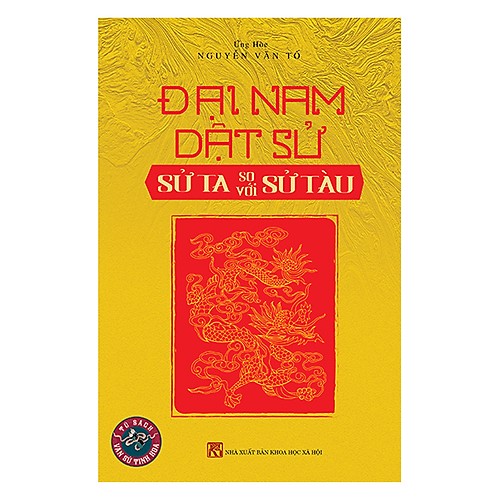 Ứng Hòe
NGUYỄN VĂN TỐ
ĐẠI NAM
DẬT SỬ
SỬ TA SO VỚI SỬ TÀU
TỦ SÁCH
VĂN SỬ TINH HOA
NHÀ XUẤT BẢN KHOA HỌC XÃ HỘI